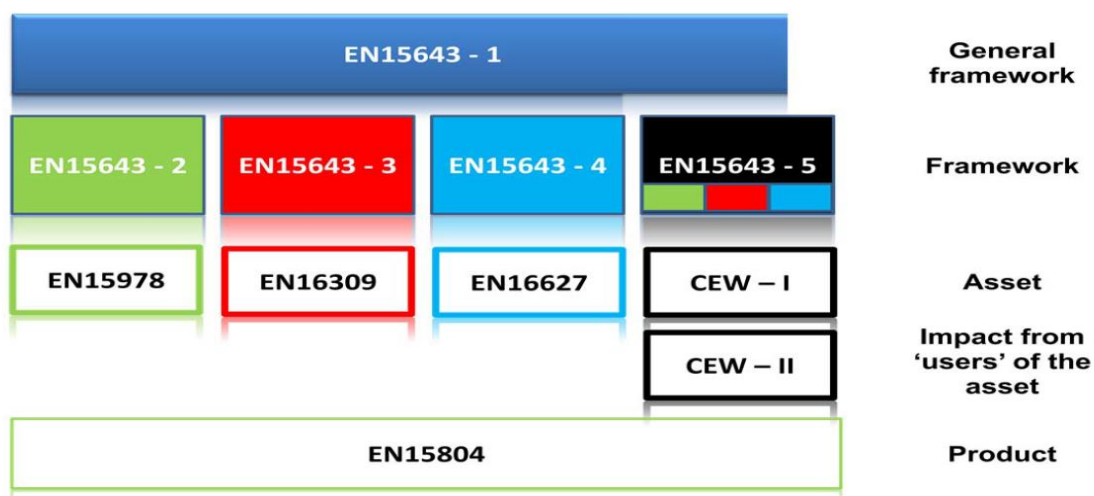 EN15643 - 1
General
framework
EN15643 - 2
EN15643 - 3
EN15643 - 4
EN15643 - 5
Framework
EN15978
EN16309
EN16627
CEW – I
Asset
CEW – II
Impact from
‘users’ of the
asset
EN15804
Product